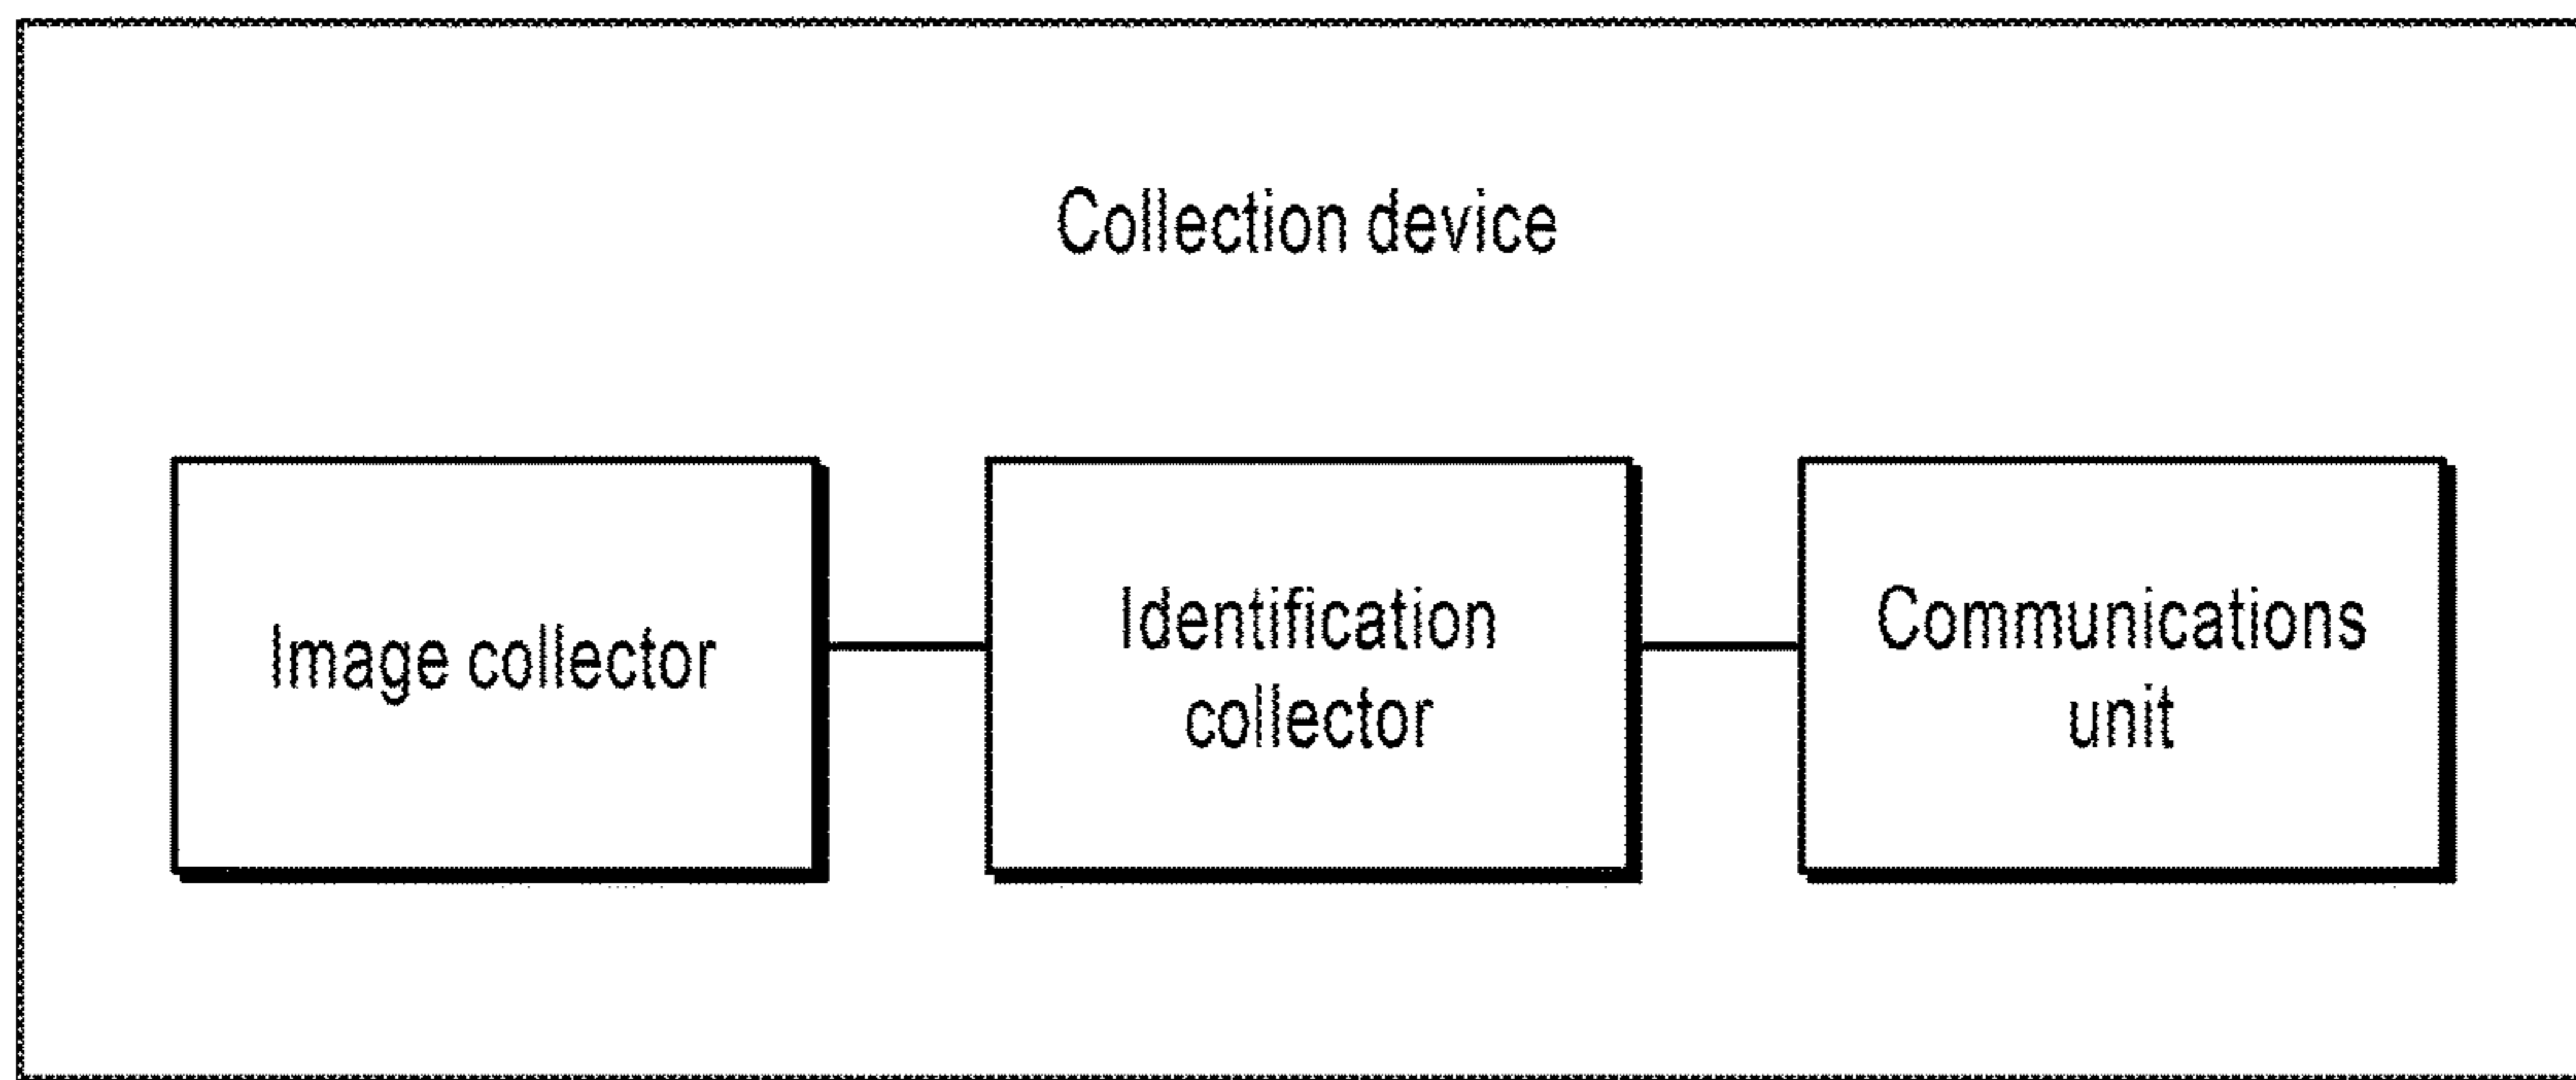 Collection device
Image collector
Identification
collector
Communications
unit